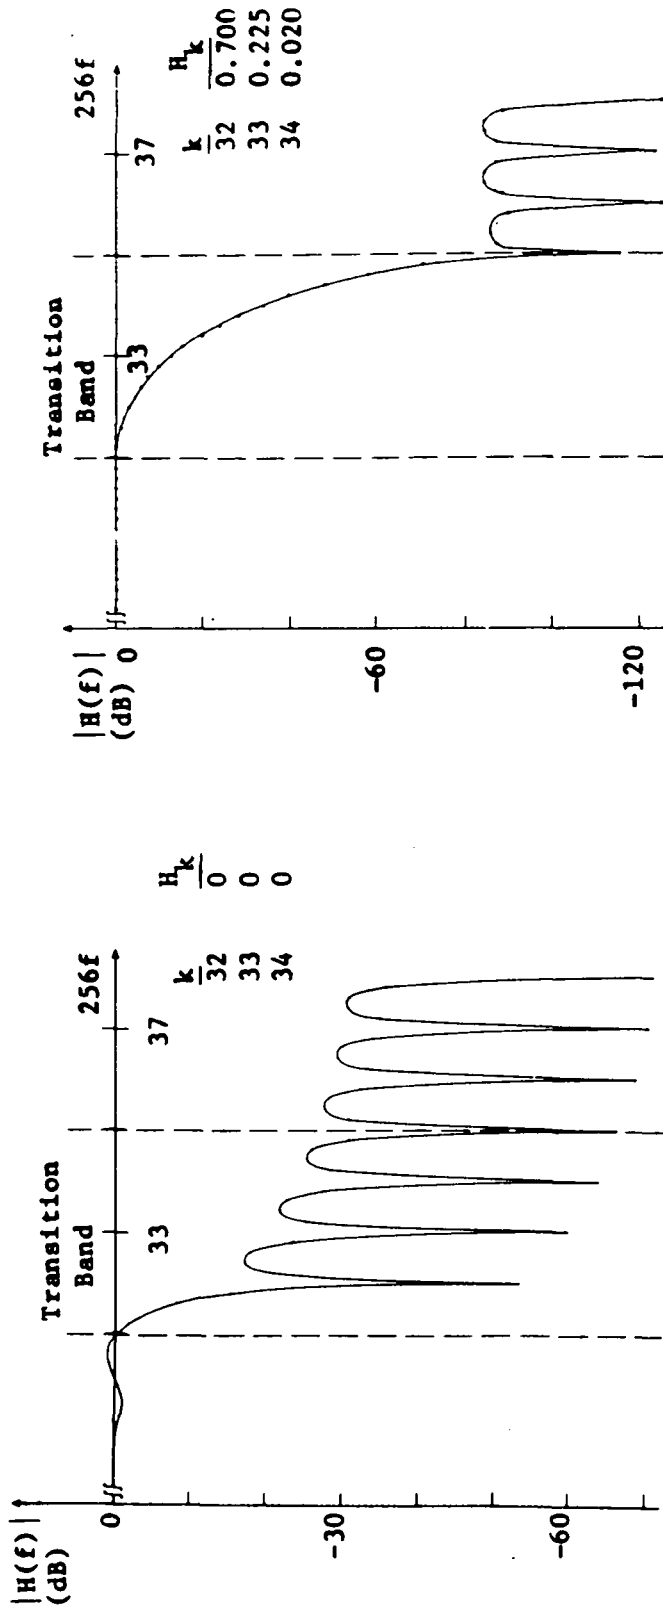 |H(f)|
(dB)
0
-30
-60
Transition
Band
33
37
256f
k H_k
32 0
33 0
34 0
|H(f)|
(dB)
0
-60
-120
Transition
Band
33
37
256f
k H_k
32 0.700
33 0.225
34 0.020